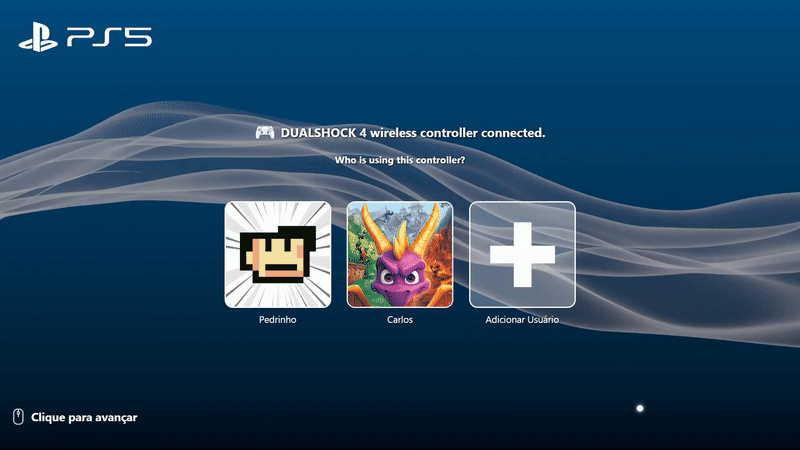 PS5
DUALSHOCK 4 wireless controller connected.
Who is using this controller?
Pedrinho
Carlos
Adicionar Usuário
Clique para avançar